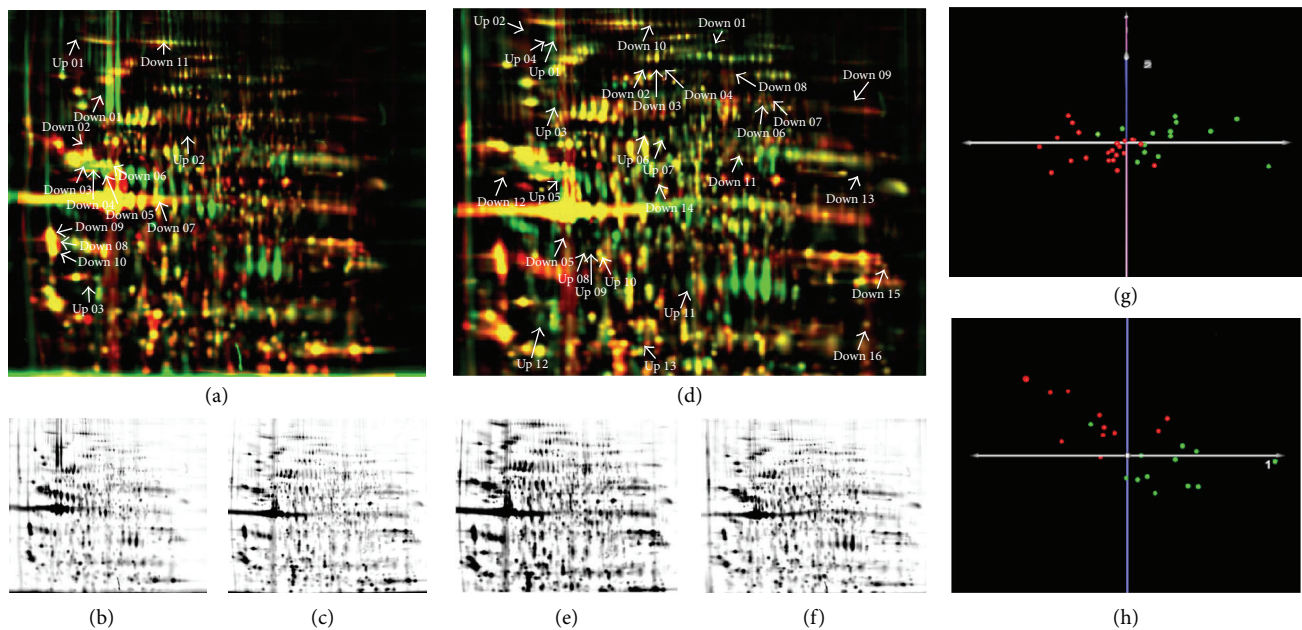 Up 01
Down 11
Down 01
Down 02
Up 02
Down 03
Down 06
Down 04
Down 05
Down 07
Down 09
Down 08
Down 10
Up 03
(a)
Up 02
Down 01
Down 10
Up 04
Up 01
Down 02
Down 03
Down 04
Down 08
Down 09
Up 03
Down 07
Down 06
Up 06
Up 07
Down 11
Down 12
Up 05
Down 14
Down 13
Down 05
Up 08
Up 09
Up 10
Down 15
Up 11
Up 12
Up 13
Down 16
(d)
(g)
1
(h)
(b)
(c)
(e)
(f)